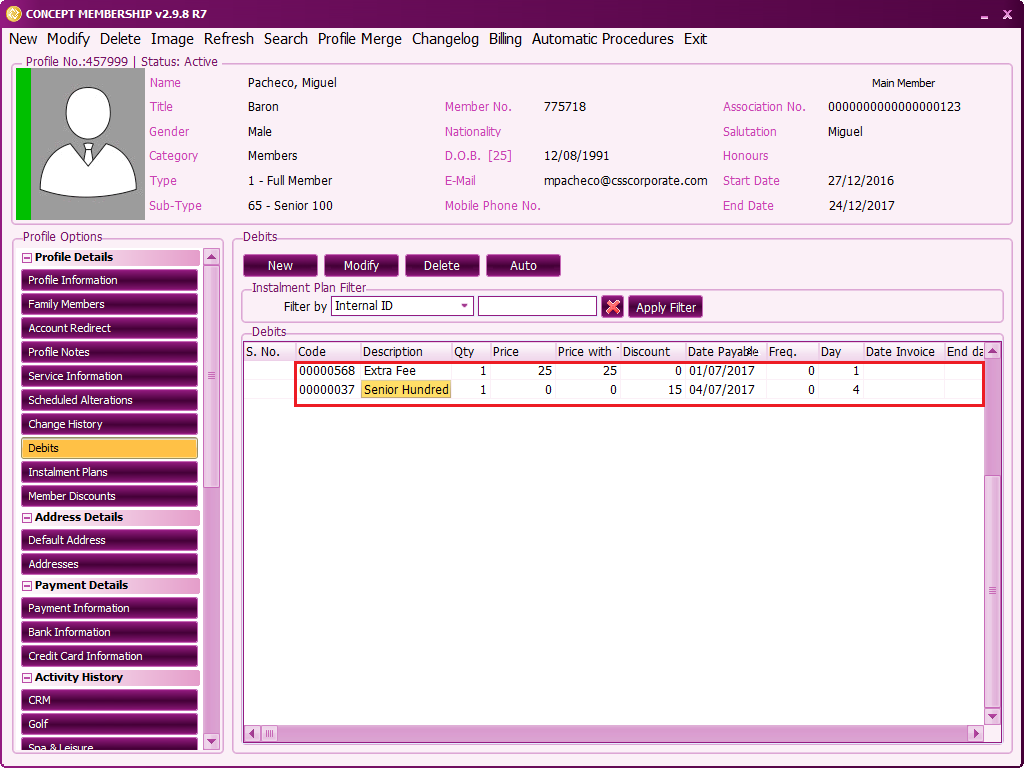 CONCEPT MEMBERSHIP v2.9.8 R7
New Modify Delete Image Refresh Search Profile Merge Changelog Billing Automatic Procedures Exit
Profile No.:457999 | Status: Active
Name Pacheco, Miguel Main Member
Title Baron Member No. 775718 Association No. 0000000000000000123
Gender Male Nationality Salutation Miguel
Category Members D.O.B. [25] 12/08/1991 Honours
Type 1 - Full Member E-Mail mpacheco@csscorporate.com Start Date 27/12/2016
Sub-Type 65 - Senior 100 Mobile Phone No. End Date 24/12/2017
Profile Options
Profile Details
Profile Information
Family Members
Account Redirect
Profile Notes
Service Information
Scheduled Alterations
Change History
Debits
Instalment Plans
Member Discounts
Address Details
Default Address
Addresses
Payment Details
Payment Information
Bank Information
Credit Card Information
Activity History
CRM
Golf
Spa & Leisure
Debits
New Modify Delete Auto
Instalment Plan Filter
Filter by Internal ID Apply Filter
Debits
S. No. Code Description Qty Price Price with Discount Date Payable Freq. Day Date Invoice End da
00000568 Extra Fee 1 25 25 0 01/07/2017 0 1
00000037 Senior Hundred 1 0 0 15 04/07/2017 0 4